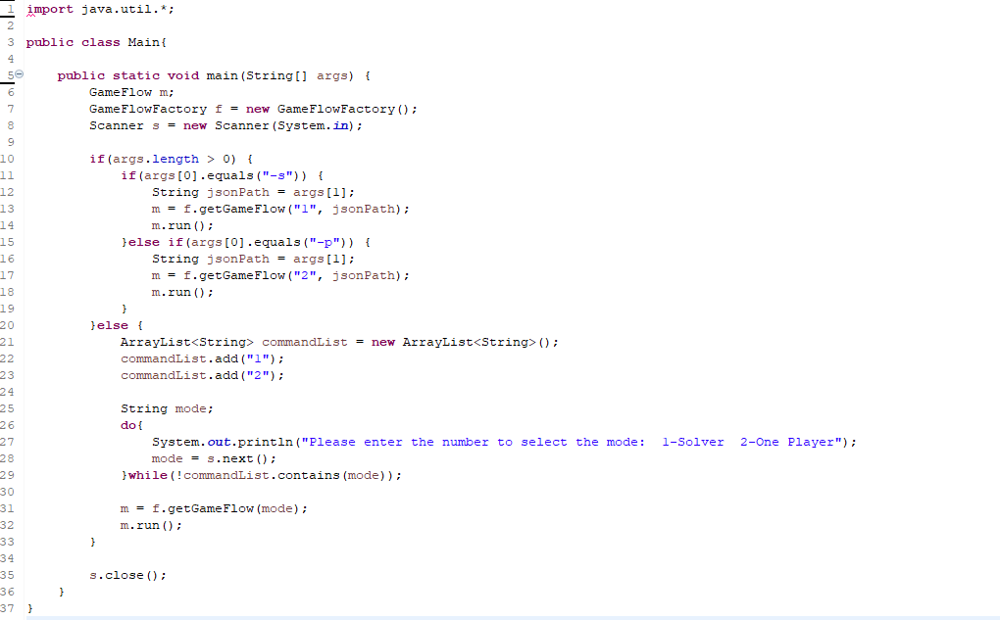 1 import java.util.*;
2
3 public class Main{
4
5 public static void main(String[] args) {
6 GameFlow m;
7 GameFlowFactory f = new GameFlowFactory();
8 Scanner s = new Scanner(System.in);
9
10 if(args.length > 0) {
11 if(args[0].equals("-s")) {
12 String jsonPath = args[1];
13 m = f.getGameFlow("1", jsonPath);
14 m.run();
15 }else if(args[0].equals("-p")) {
16 String jsonPath = args[1];
17 m = f.getGameFlow("2", jsonPath);
18 m.run();
19 }
20 }else {
21 ArrayList<String> commandList = new ArrayList<String>();
22 commandList.add("1");
23 commandList.add("2");
24
25 String mode;
26 do{
27 System.out.println("Please enter the number to select the mode:  1-Solver  2-One Player");
28 mode = s.next();
29 }while(!commandList.contains(mode));
30
31 m = f.getGameFlow(mode);
32 m.run();
33 }
34
35 s.close();
36 }
37 }